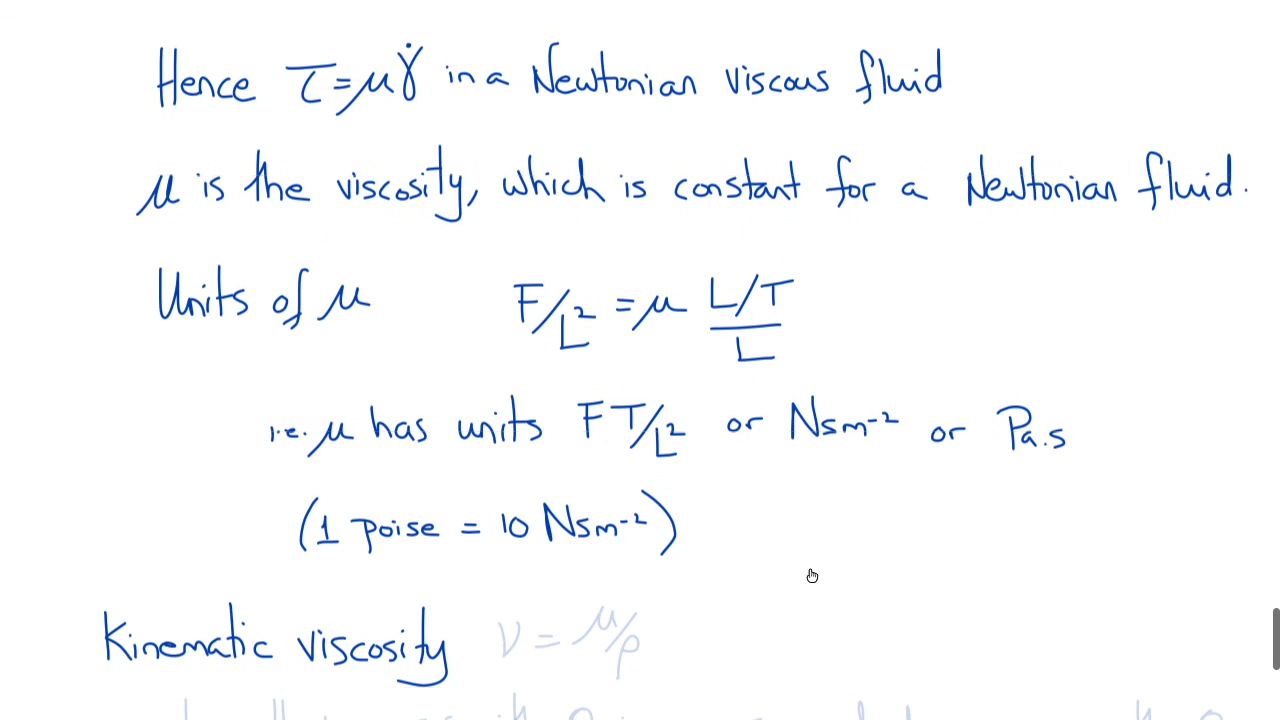 Hence τ = μγ̇ in a Newtonian viscous fluid
μ is the viscosity, which is constant for a Newtonian fluid.
Units of μ F/L² = μ (L/T)/L
i.e. μ has units FT/L² or Nsm⁻² or Pa.s
(1 poise = 10 Nsm⁻²)
Kinematic viscosity ν = μ/ρ